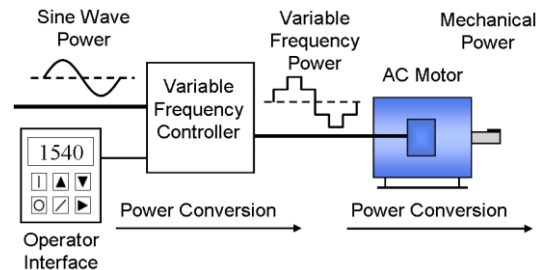 Sine Wave
Power
Variable
Frequency
Power
Mechanical
Power
AC Motor
Variable
Frequency
Controller
1540
Operator
Interface
Power Conversion
Power Conversion